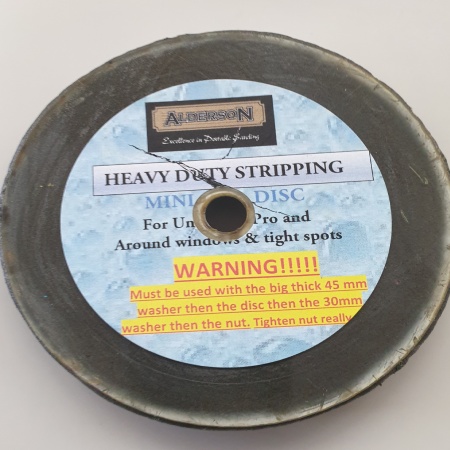 ALDERSON
Excellence in Portable Sanding
HEAVY DUTY STRIPPING
MINI DISC
For Pro and
Around windows & tight spots
WARNING!!!!!
Must be used with the big thick 45 mm
washer then the disc then the 30mm
washer then the nut. Tighten nut really